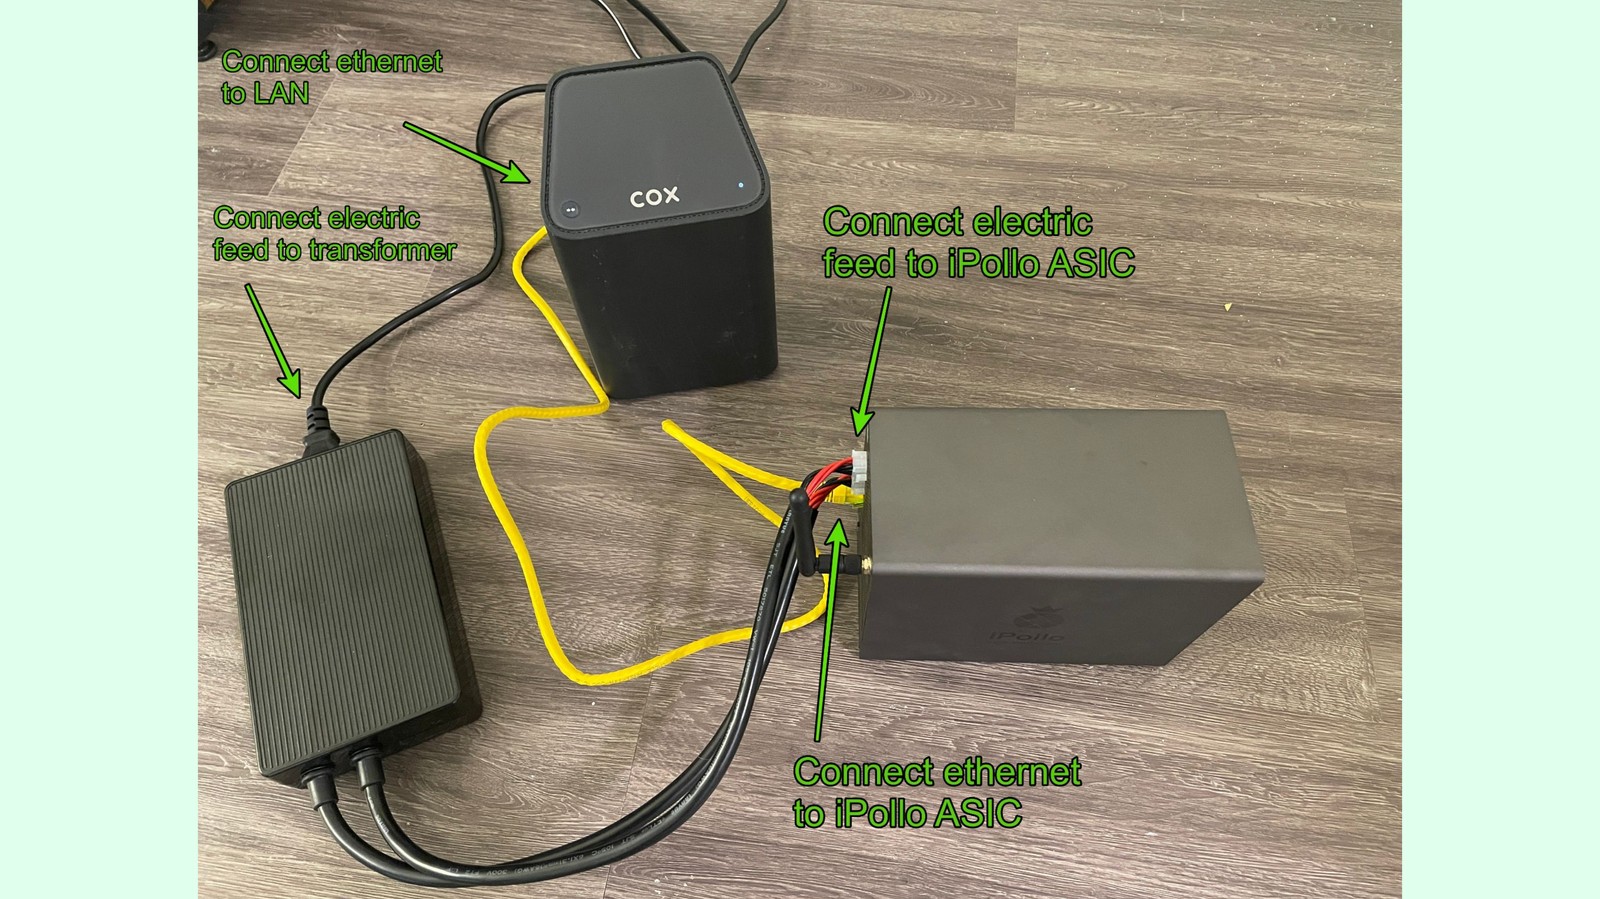 Connect ethernet
to LAN
Connect electric
feed to transformer
COX
Connect electric
feed to iPollo ASIC
iPollo
Connect ethernet
to iPollo ASIC